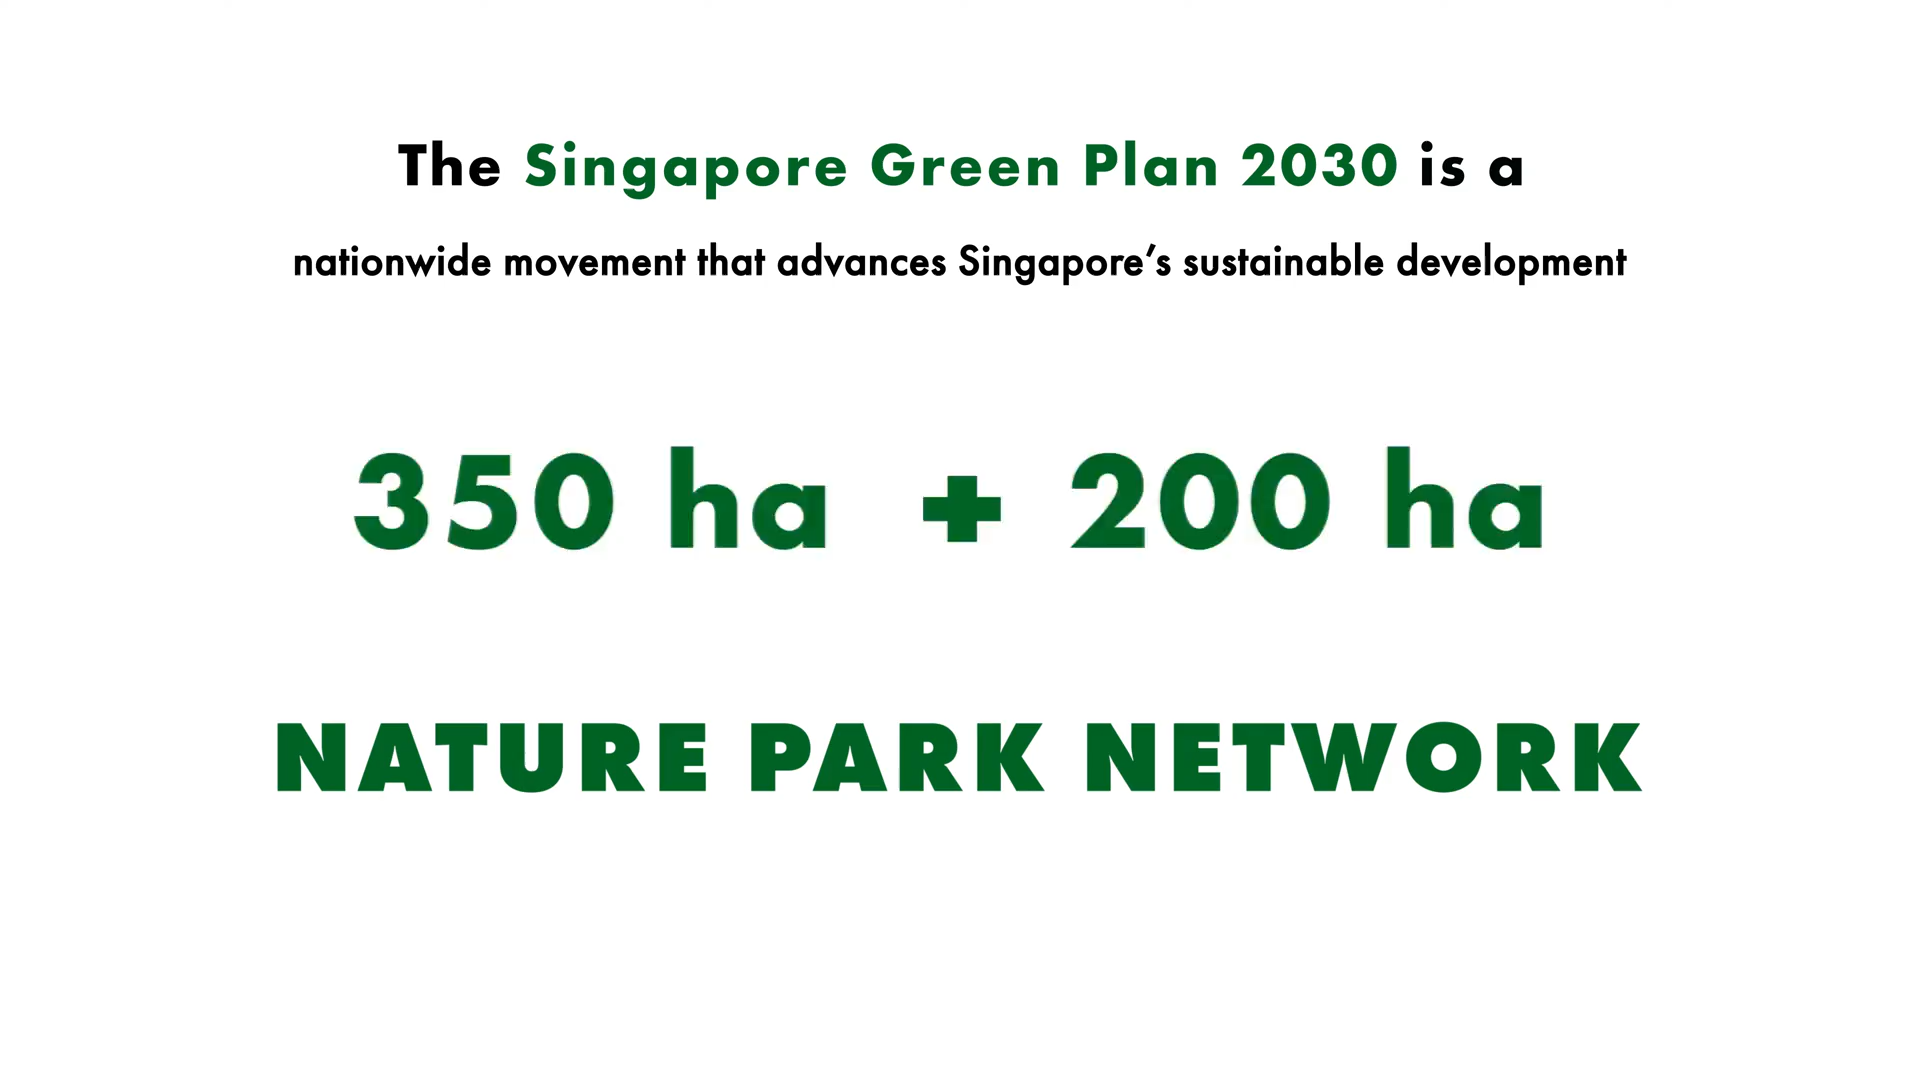 The Singapore Green Plan 2030 is a
nationwide movement that advances Singapore’s sustainable development
350 ha + 200 ha
NATURE PARK NETWORK